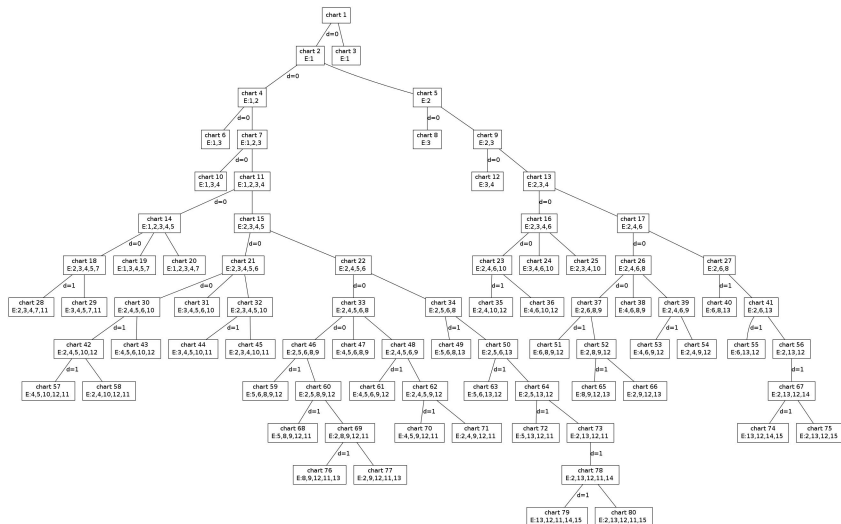 chart 1
d=0
chart 2
E:1
chart 3
E:1
d=0
chart 4
E:1,2
chart 5
E:2
d=0
d=0
chart 6
E:1,3
chart 7
E:1,2,3
chart 8
E:3
chart 9
E:2,3
d=0
d=0
chart 10
E:1,3,4
chart 11
E:1,2,3,4
chart 12
E:3,4
chart 13
E:2,3,4
d=0
d=0
chart 14
E:1,2,3,4,5
chart 15
E:2,3,4,5
chart 16
E:2,3,4,6
chart 17
E:2,4,6
d=0
d=0
d=0
d=0
chart 18
E:2,3,4,5,7
chart 19
E:1,3,4,5,7
chart 20
E:1,2,3,4,7
chart 21
E:2,3,4,5,6
chart 22
E:2,4,5,6
chart 23
E:2,4,6,10
chart 24
E:3,4,6,10
chart 25
E:2,3,4,10
chart 26
E:2,4,6,8
chart 27
E:2,6,8
d=1
d=0
d=0
d=1
d=0
d=1
chart 28
E:2,3,4,7,11
chart 29
E:3,4,5,7,11
chart 30
E:2,4,5,6,10
chart 31
E:3,4,5,6,10
chart 32
E:2,3,4,5,10
chart 33
E:2,4,5,6,8
chart 34
E:2,5,6,8
chart 35
E:2,4,10,12
chart 36
E:4,6,10,12
chart 37
E:2,6,8,9
chart 38
E:4,6,8,9
chart 39
E:2,4,6,9
chart 40
E:6,8,13
chart 41
E:2,6,13
d=1
d=1
d=0
d=1
d=1
d=1
d=1
chart 42
E:2,4,5,10,12
chart 43
E:4,5,6,10,12
chart 44
E:3,4,5,10,11
chart 45
E:2,3,4,10,11
chart 46
E:2,5,6,8,9
chart 47
E:4,5,6,8,9
chart 48
E:2,4,5,6,9
chart 49
E:5,6,8,13
chart 50
E:2,5,6,13
chart 51
E:6,8,9,12
chart 52
E:2,8,9,12
chart 53
E:4,6,9,12
chart 54
E:2,4,9,12
chart 55
E:6,13,12
chart 56
E:2,13,12
d=1
d=1
d=1
d=1
d=1
d=1
chart 57
E:4,5,10,12,11
chart 58
E:2,4,10,12,11
chart 59
E:5,6,8,9,12
chart 60
E:2,5,8,9,12
chart 61
E:4,5,6,9,12
chart 62
E:2,4,5,9,12
chart 63
E:5,6,13,12
chart 64
E:2,5,13,12
chart 65
E:8,9,12,13
chart 66
E:2,9,12,13
chart 67
E:2,13,12,14
d=1
d=1
d=1
d=1
chart 68
E:5,8,9,12,11
chart 69
E:2,8,9,12,11
chart 70
E:4,5,9,12,11
chart 71
E:2,4,9,12,11
chart 72
E:5,13,12,11
chart 73
E:2,13,12,11
chart 74
E:13,12,14,15
chart 75
E:2,13,12,15
d=1
d=1
chart 76
E:8,9,12,11,13
chart 77
E:2,9,12,11,13
chart 78
E:2,13,12,11,14
d=1
chart 79
E:13,12,11,14,15
chart 80
E:2,13,12,11,15